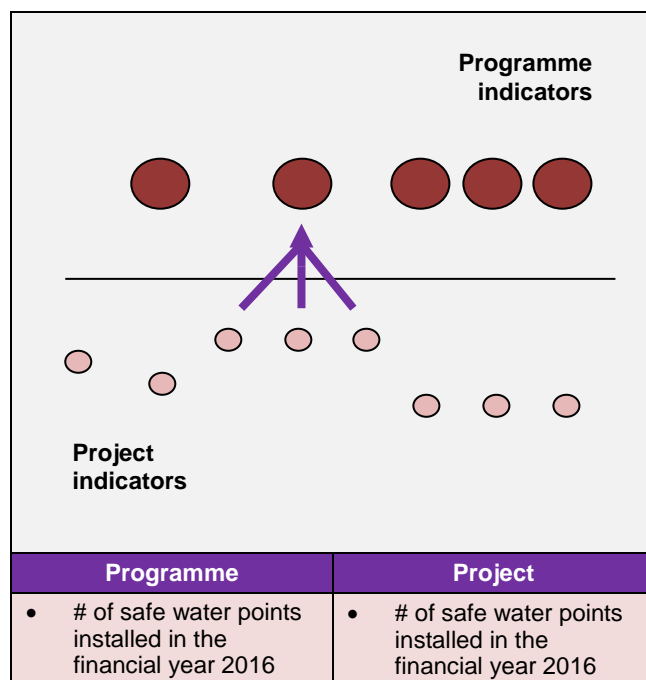 Programme
indicators
Project
indicators
Programme
Project
• # of safe water points
installed in the
financial year 2016
• # of safe water points
installed in the
financial year 2016